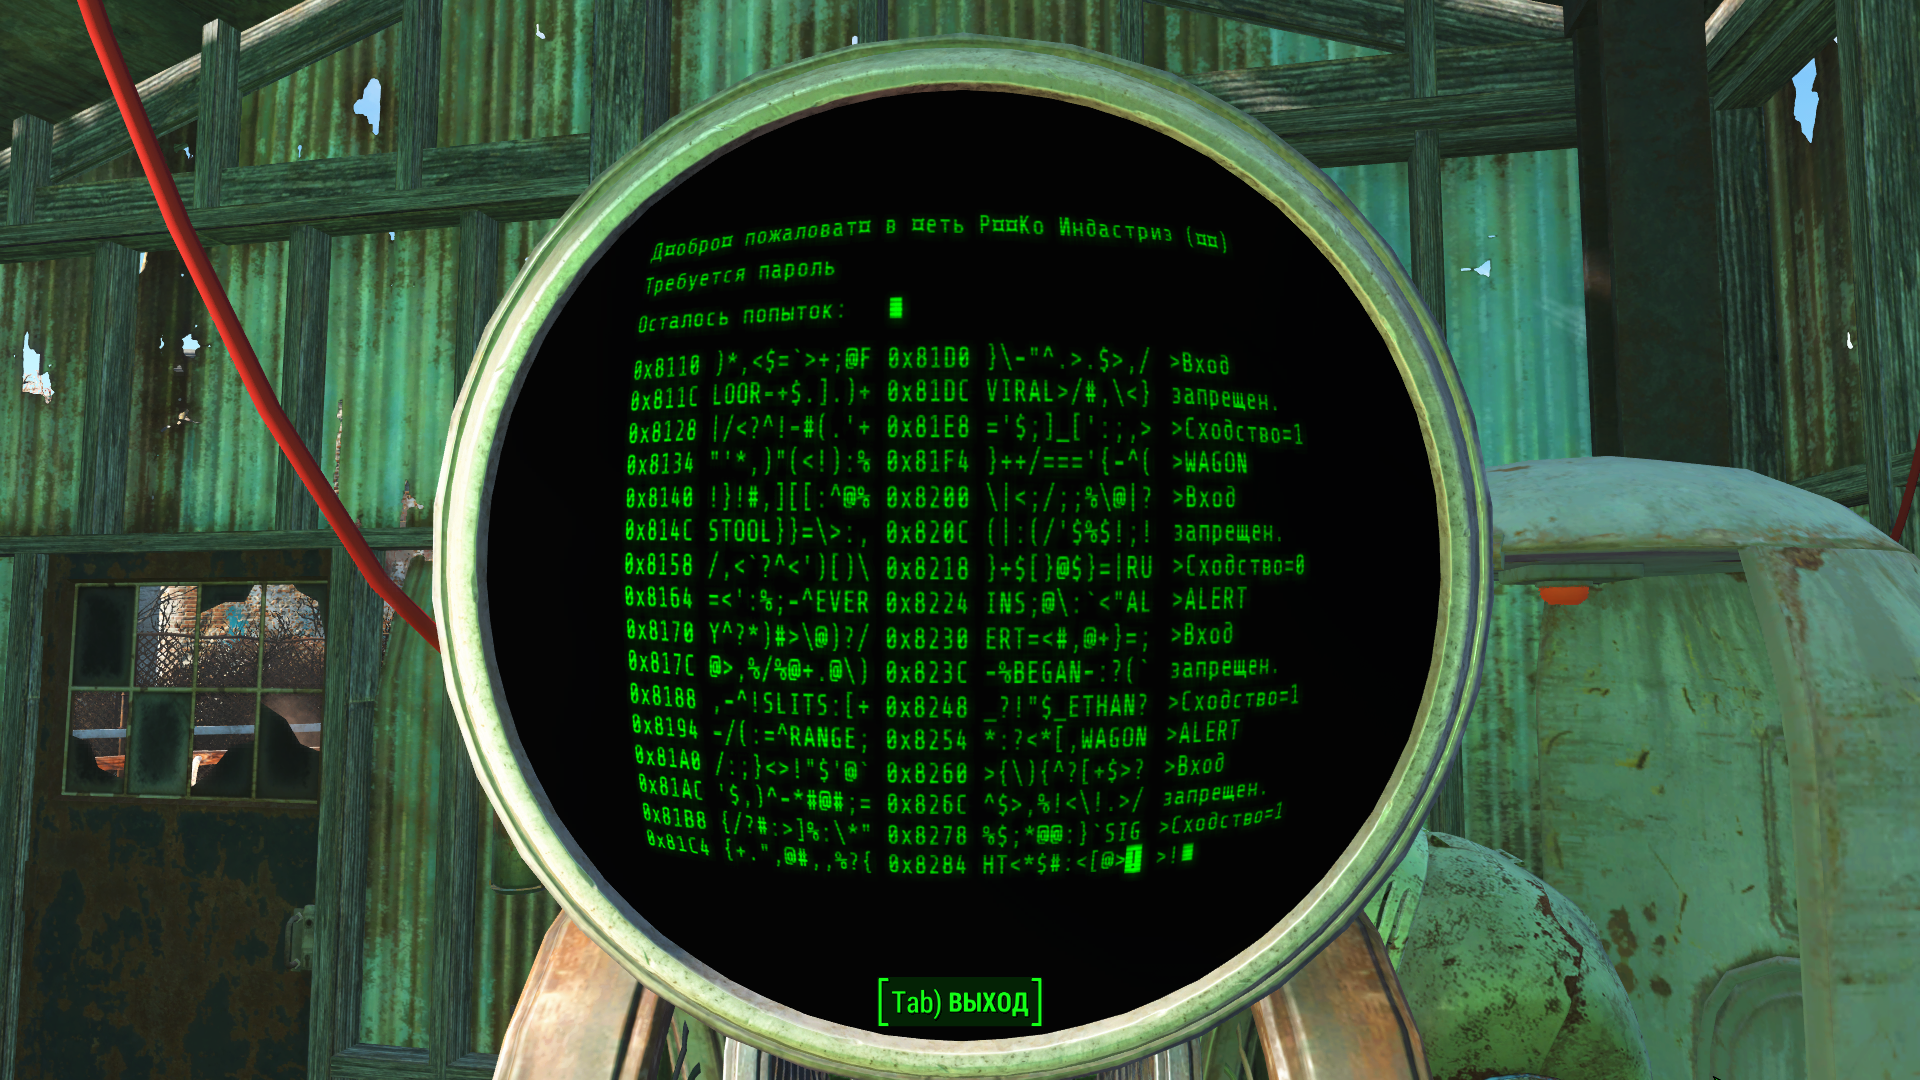 Д¤обро¤ пожаловат¤ в ¤еть Р¤¤Ко Индастриз (¤¤)
Требуется пароль
Осталось попыток:
0x8110 )*,<$=`>+;@F 0x81D0 }\-"^.>.$>,/ >Вход
0x811C LOOR-+$.].)+ 0x81DC VIRAL>/#,\<} запрещен.
0x8128 |/<?^!-#(.'+ 0x81E8 ='$;]_[':;,> >Сходство=1
0x8134 "'*,)"(<!):% 0x81F4 }++/==='{-^( >WAGON
0x8140 !}!#,][[:^@% 0x8200 \|<;/;;%\@|? >Вход
0x814C STOOL}}=\>:, 0x820C (|:(/'$%$!;! запрещен.
0x8158 /,<`?^<')[()\ 0x8218 }+$[}@$}=|RU >Сходство=0
0x8164 =<':%;-^EVER 0x8224 INS;@\:`<"AL >ALERT
0x8170 Y^?*)#>\@)?/ 0x8230 ERT=<#,@+}=; >Вход
0x817C @>,%/%@+.@\) 0x823C -%BEGAN-:?(` запрещен.
0x8188 ,-^!SLITS:[+ 0x8248 _?!"$_ETHAN? >Сходство=1
0x8194 -/(:=^RANGE; 0x8254 *:?<*[,WAGON >ALERT
0x81A0 /:;}<>!"$'@` 0x8260 >{\){^?[+$>? >Вход
0x81AC '$,)^-*#@#;= 0x826C ^$>,%!<\!.>/ запрещен.
0x81B8 {/?#:>]%:\*" 0x8278 %$;*@@:}`SIG >Сходство=1
0x81C4 {+.",@#,,%?{ 0x8284 HT<*$#:<[@>! >!
Tab) ВЫХОД